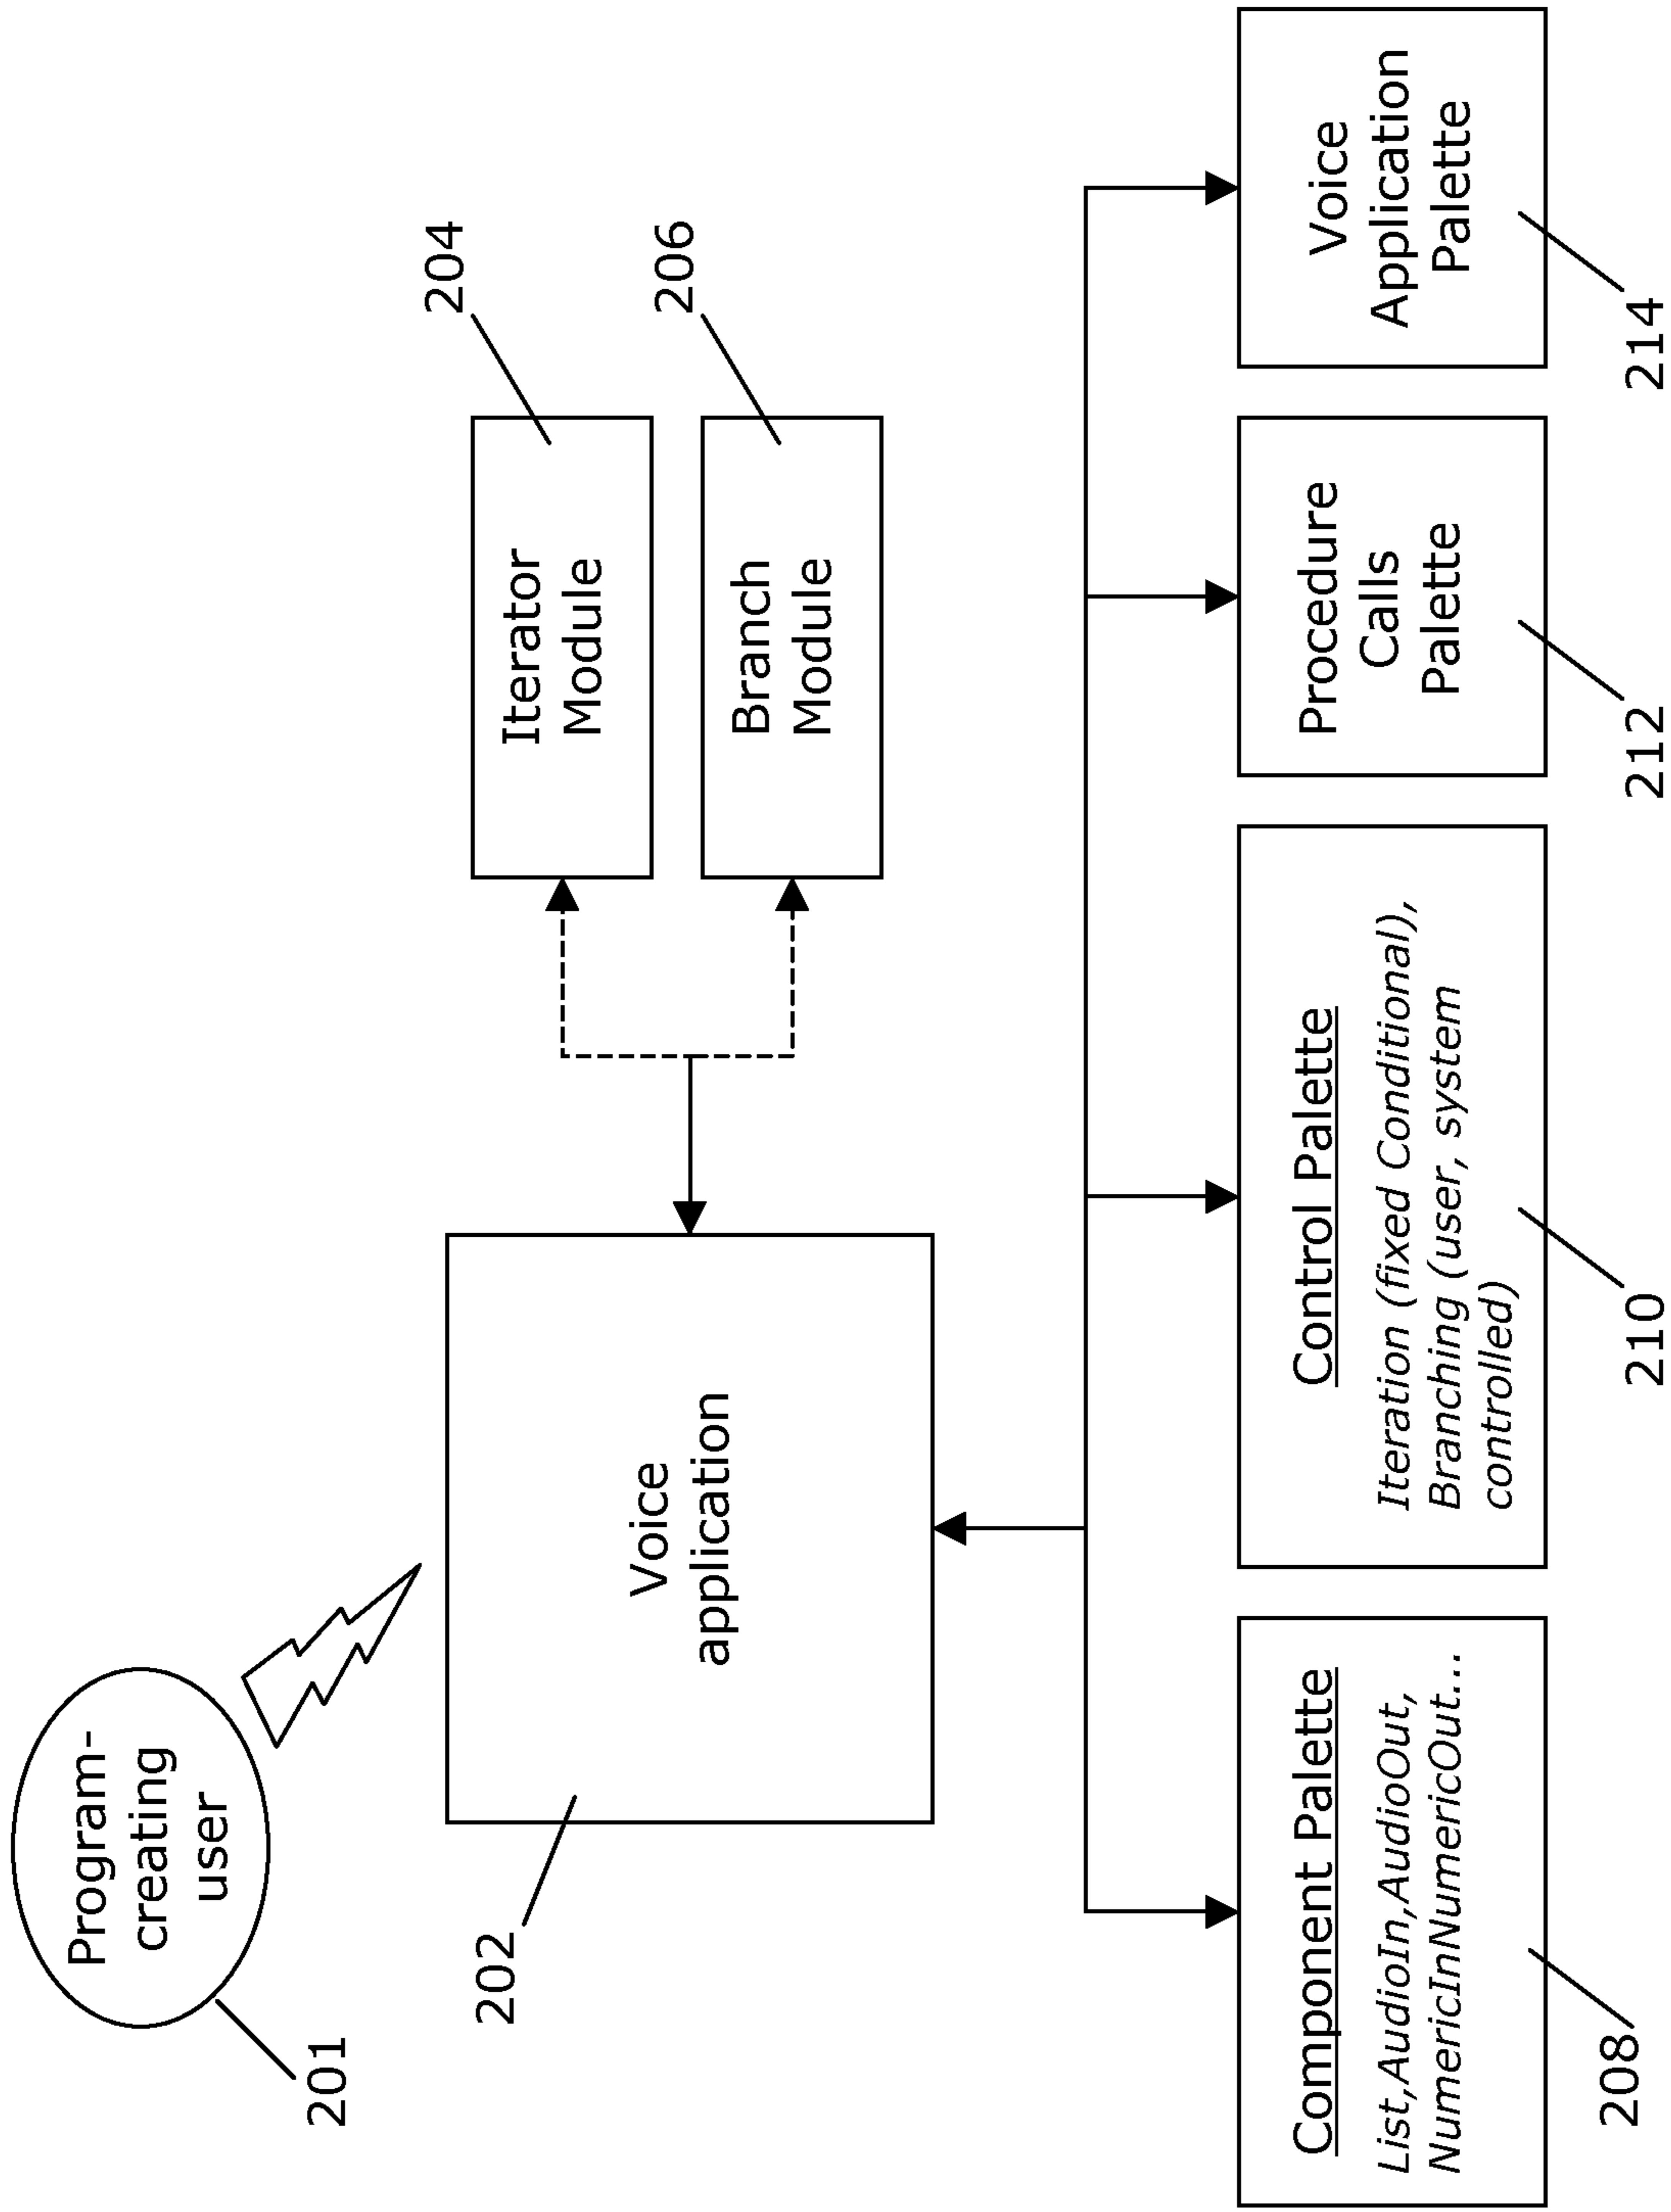 Program-
creating
user
201
202
Voice
application
Iterator
Module
204
Branch
Module
206
Component Palette
List,AudioIn,AudioOut,
NumericInNumericOut...
208
Control Palette
Iteration (fixed Conditional),
Branching (user, system
controlled)
210
Procedure
Calls
Palette
212
Voice
Application
Palette
214